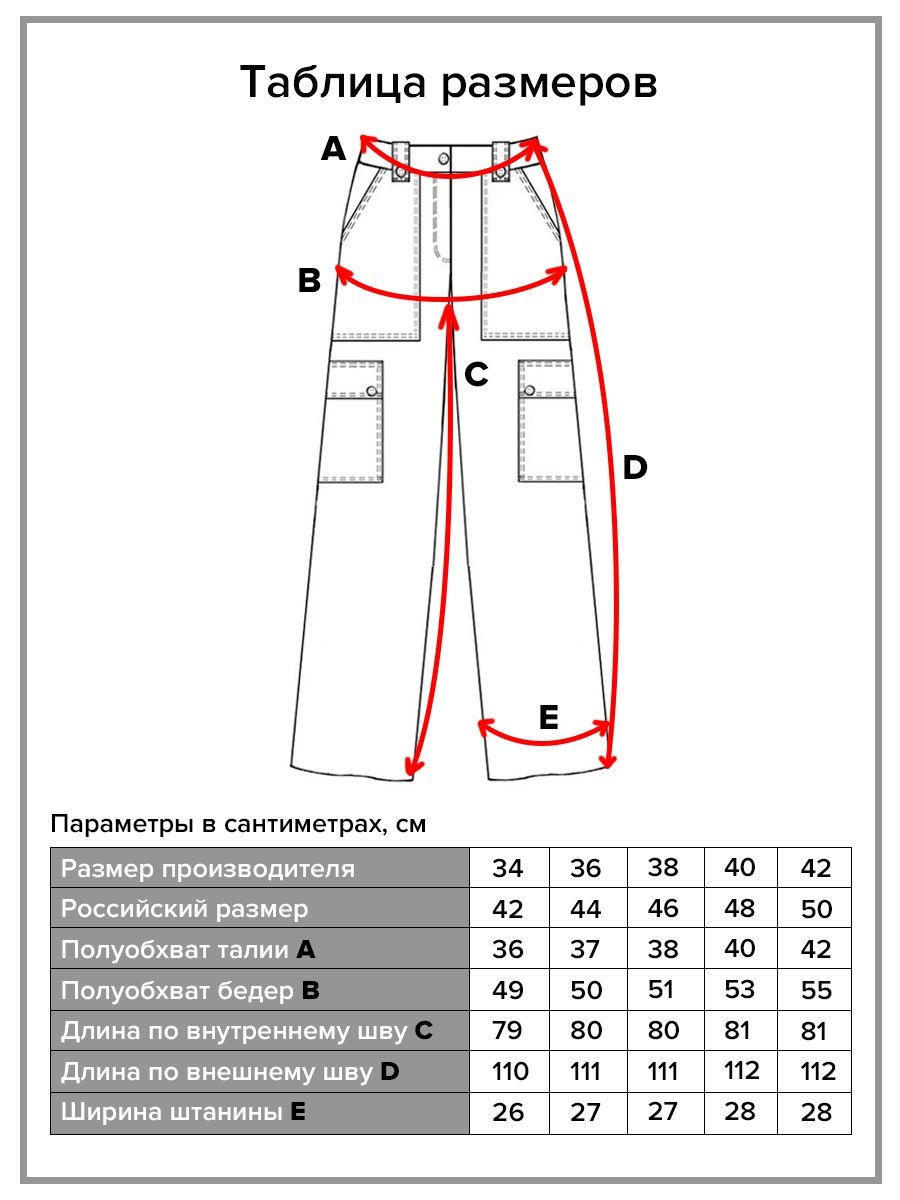 Таблица размеров
A
B
C
D
E
Параметры в сантиметрах, см
Размер производителя 34 36 38 40 42
Российский размер 42 44 46 48 50
Полуобхват талии A 36 37 38 40 42
Полуобхват бедер B 49 50 51 53 55
Длина по внутреннему шву C 79 80 80 81 81
Длина по внешнему шву D 110 111 111 112 112
Ширина штанины E 26 27 27 28 28